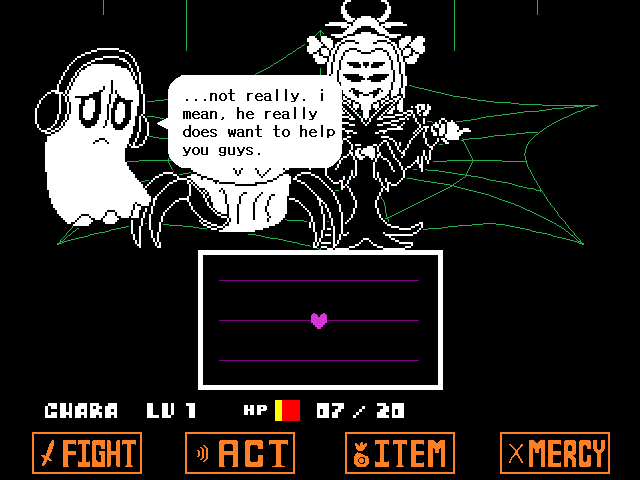 ...not really. i
mean, he really
does want to help
you guys.
CHARA LV 1 HP 07 / 20
FIGHT ACT ITEM MERCY